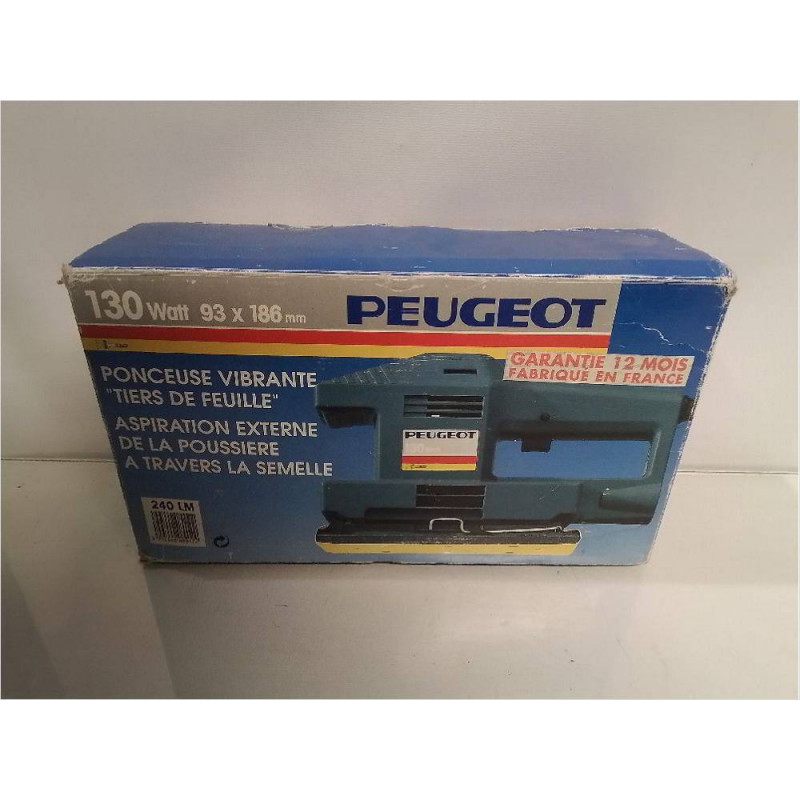 130 Watt 93 x 186 mm
PEUGEOT
GARANTIE 12 MOIS
FABRIQUE EN FRANCE
PONCEUSE VIBRANTE
"TIERS DE FEUILLE"
ASPIRATION EXTERNE
DE LA POUSSIERE
A TRAVERS LA SEMELLE
PEUGEOT
240 LM